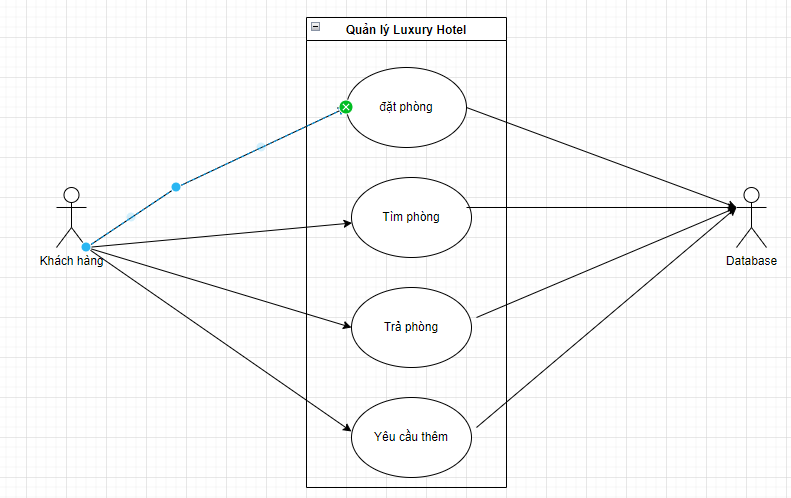 Quản lý Luxury Hotel
đặt phòng
Tìm phòng
Khách hàng
Database
Trả phòng
Yêu cầu thêm